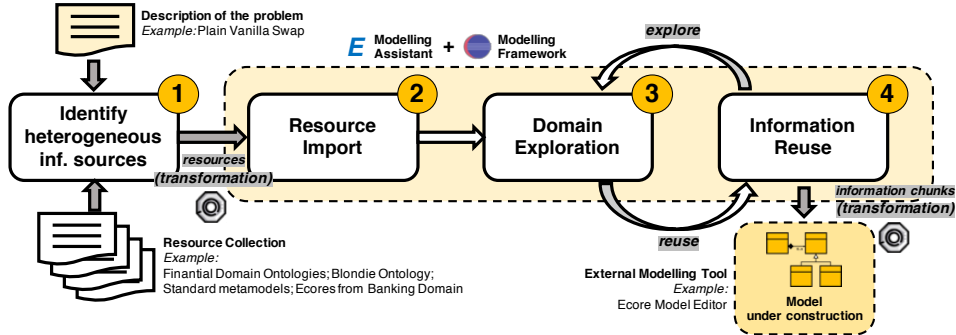 Description of the problem
Example: Plain Vanilla Swap
E Modelling Assistant + Modelling Framework
explore
1
2
3
4
Identify
heterogeneous
inf. sources
resources
(transformation)
Resource
Import
Domain
Exploration
Information
Reuse
information chunks
(transformation)
reuse
Resource Collection
Example:
Finantial Domain Ontologies; Blondie Ontology;
Standard metamodels; Ecores from Banking Domain
External Modelling Tool
Example:
Ecore Model Editor
Model
under construction